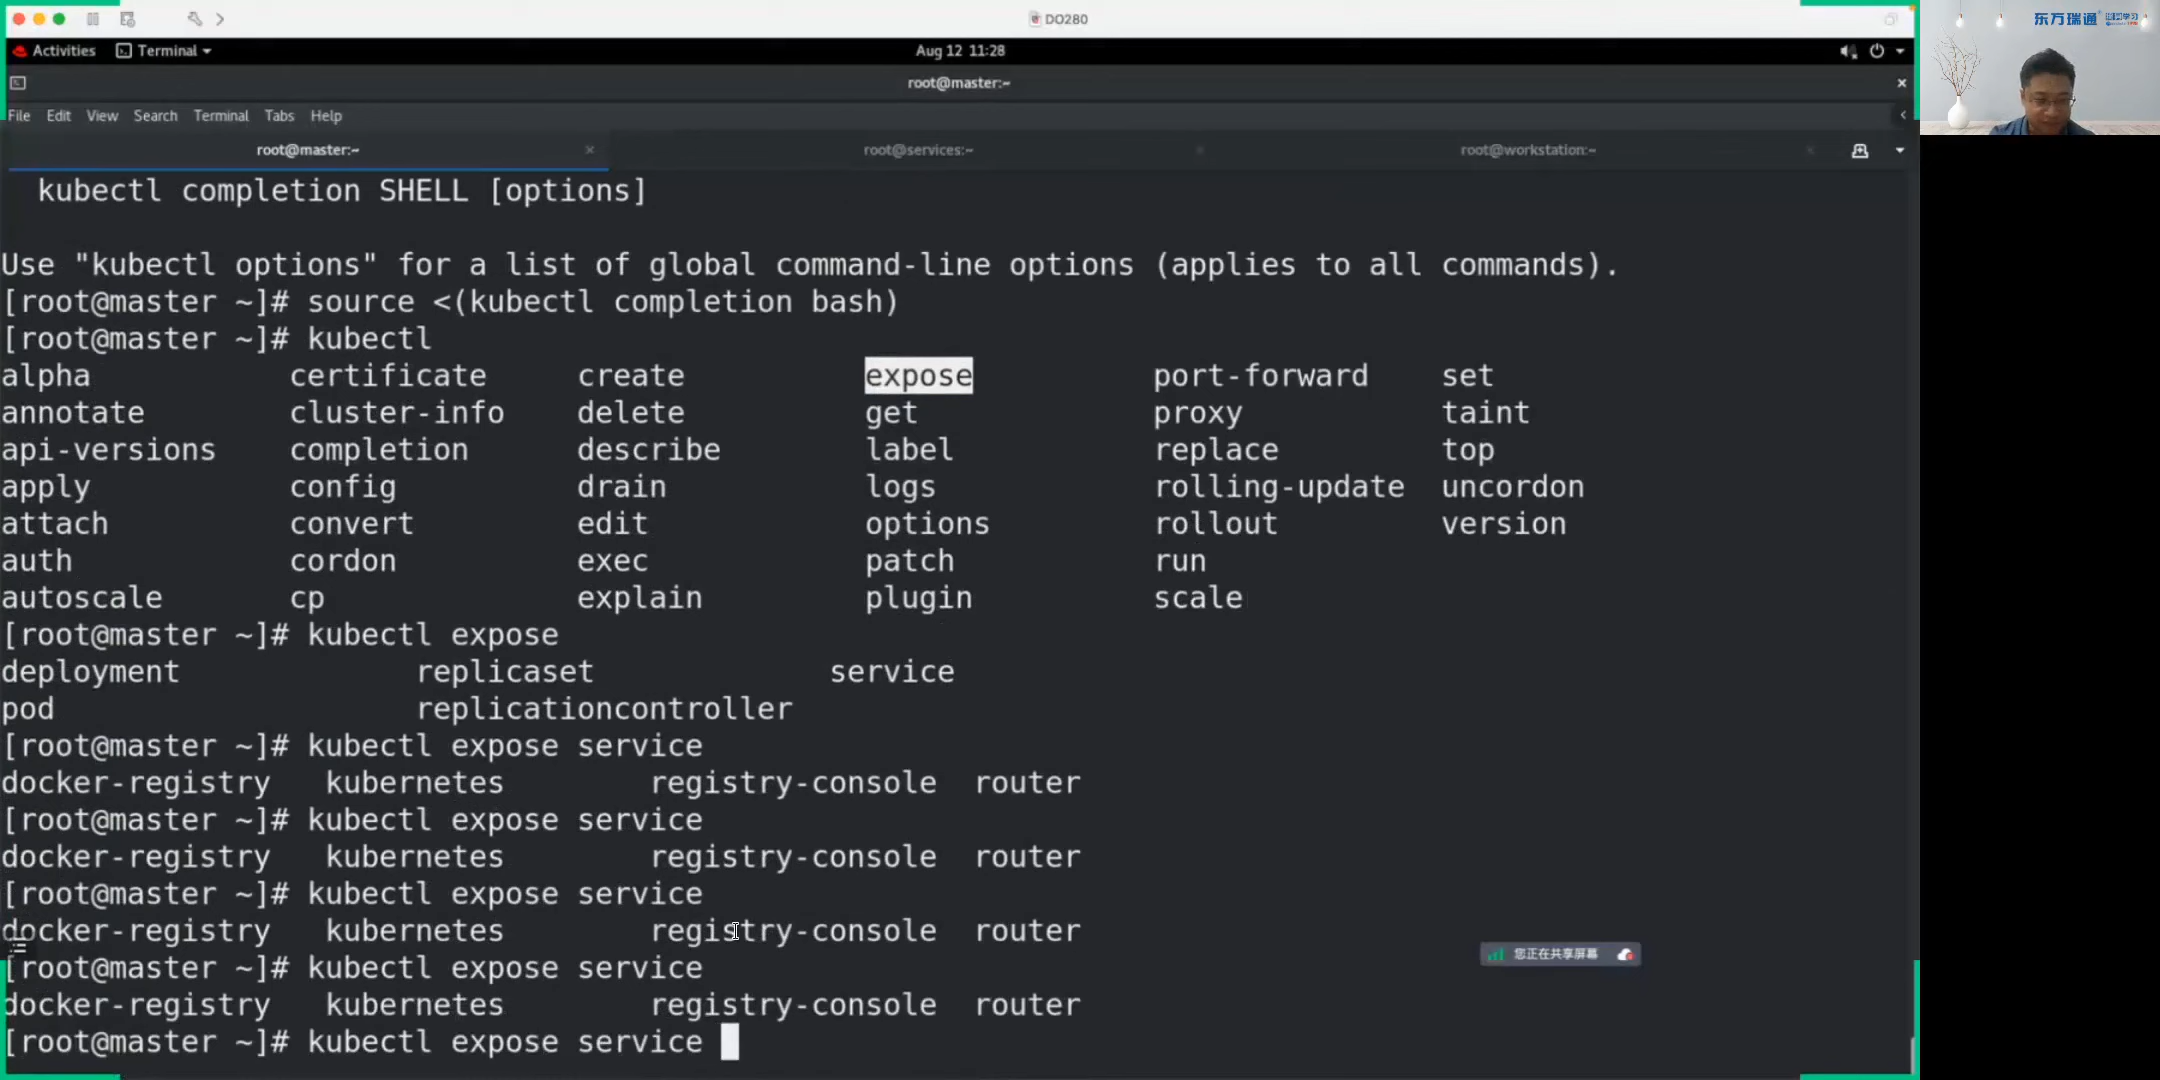 DO280
Activities Terminal Aug 12 11:28
root@master:~
File Edit View Search Terminal Tabs Help
root@master:~ root@services:~ root@workstation:~
kubectl completion SHELL [options]
Use "kubectl options" for a list of global command-line options (applies to all commands).
[root@master ~]# source <(kubectl completion bash)
[root@master ~]# kubectl
alpha certificate create expose port-forward set
annotate cluster-info delete get proxy taint
api-versions completion describe label replace top
apply config drain logs rolling-update uncordon
attach convert edit options rollout version
auth cordon exec patch run
autoscale cp explain plugin scale
[root@master ~]# kubectl expose
deployment replicaset service
pod replicationcontroller
[root@master ~]# kubectl expose service
docker-registry kubernetes registry-console router
[root@master ~]# kubectl expose service
docker-registry kubernetes registry-console router
[root@master ~]# kubectl expose service
docker-registry kubernetes registry-console router
[root@master ~]# kubectl expose service
docker-registry kubernetes registry-console router
[root@master ~]# kubectl expose service
您正在共享屏幕
东方瑞通